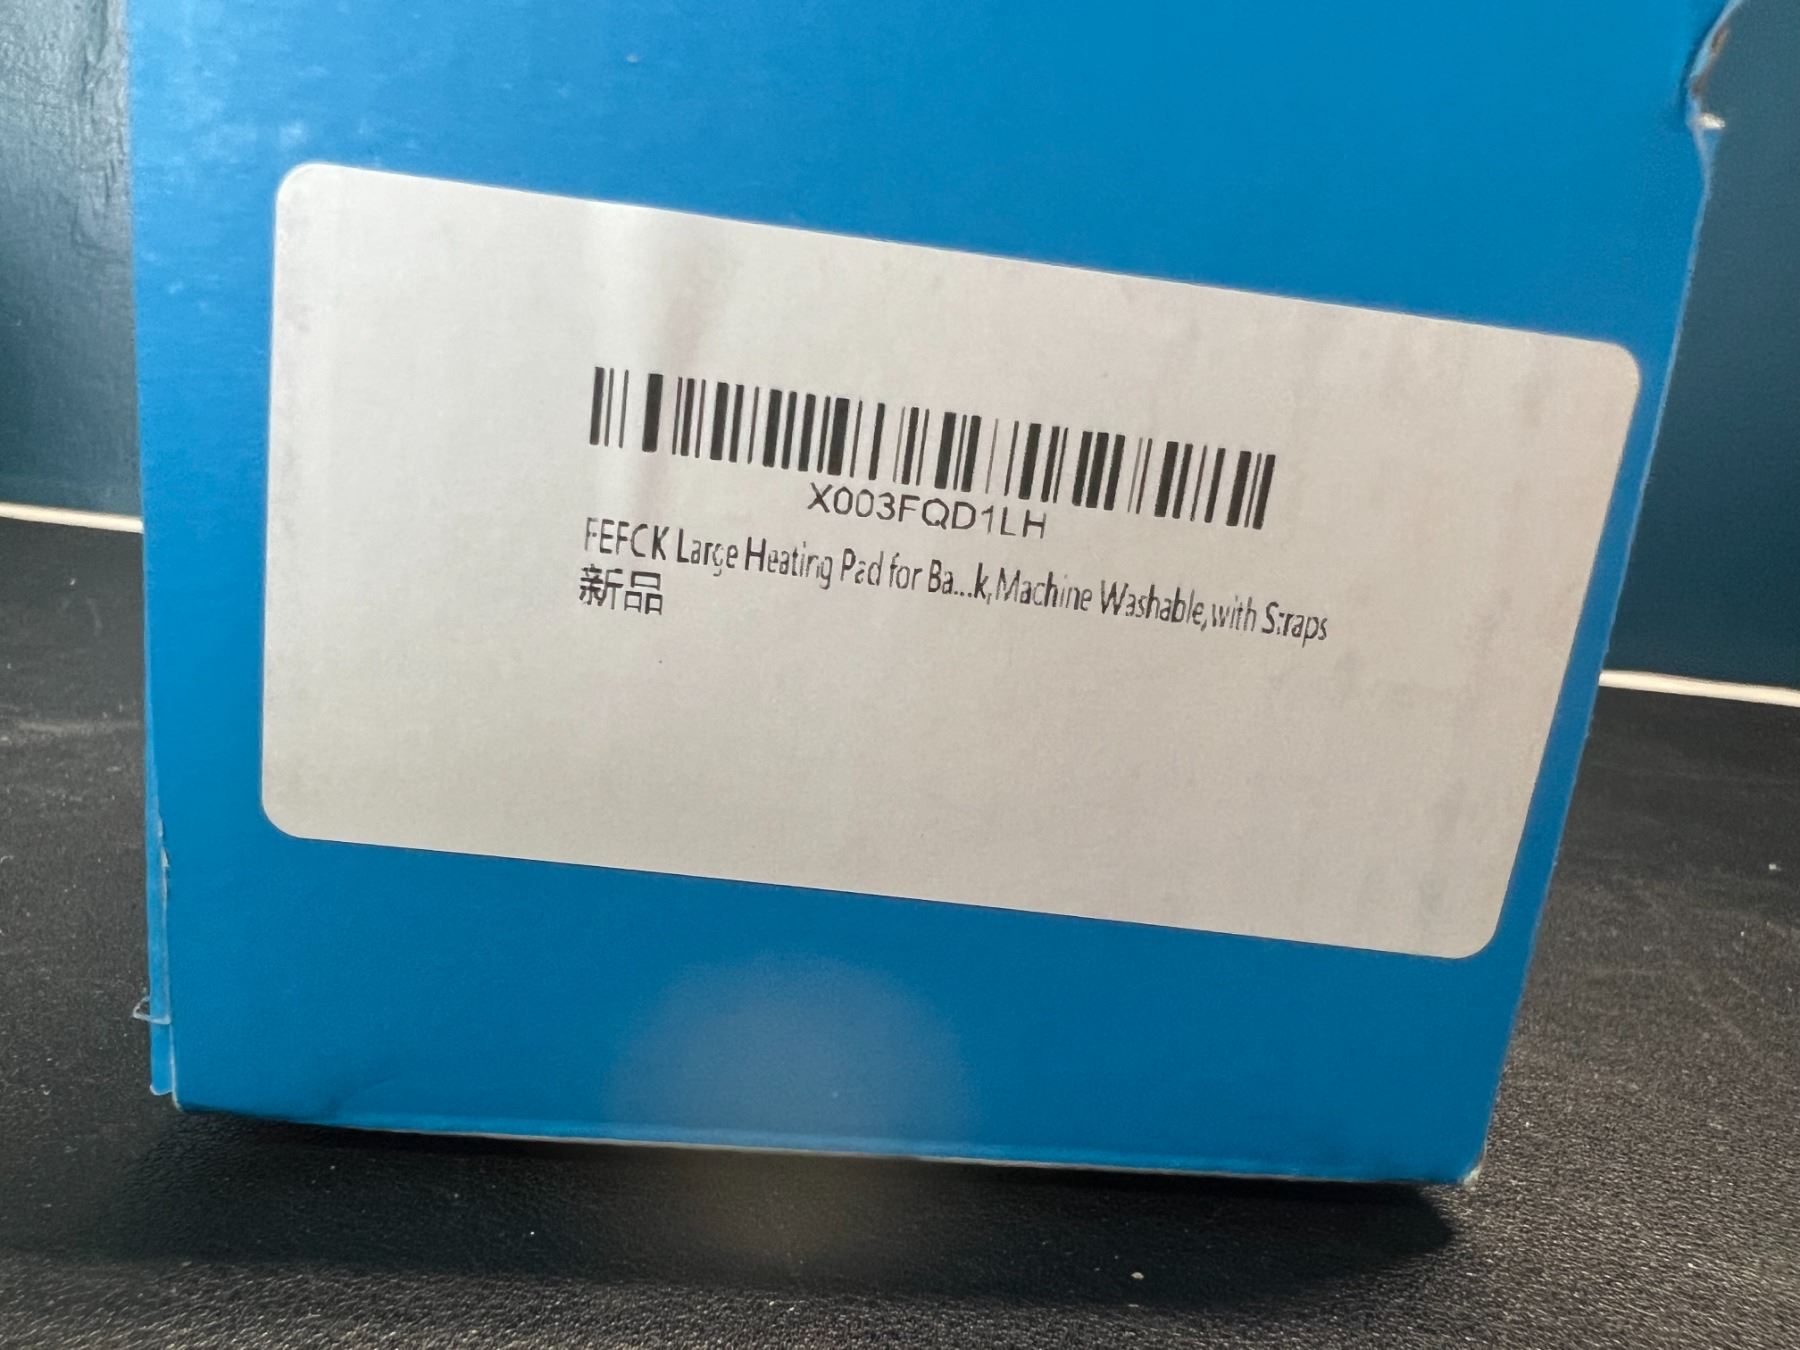 X003FQD1LH
FEFCK Large Heating Pad for Ba...k,Machine Washable,with Straps
新品